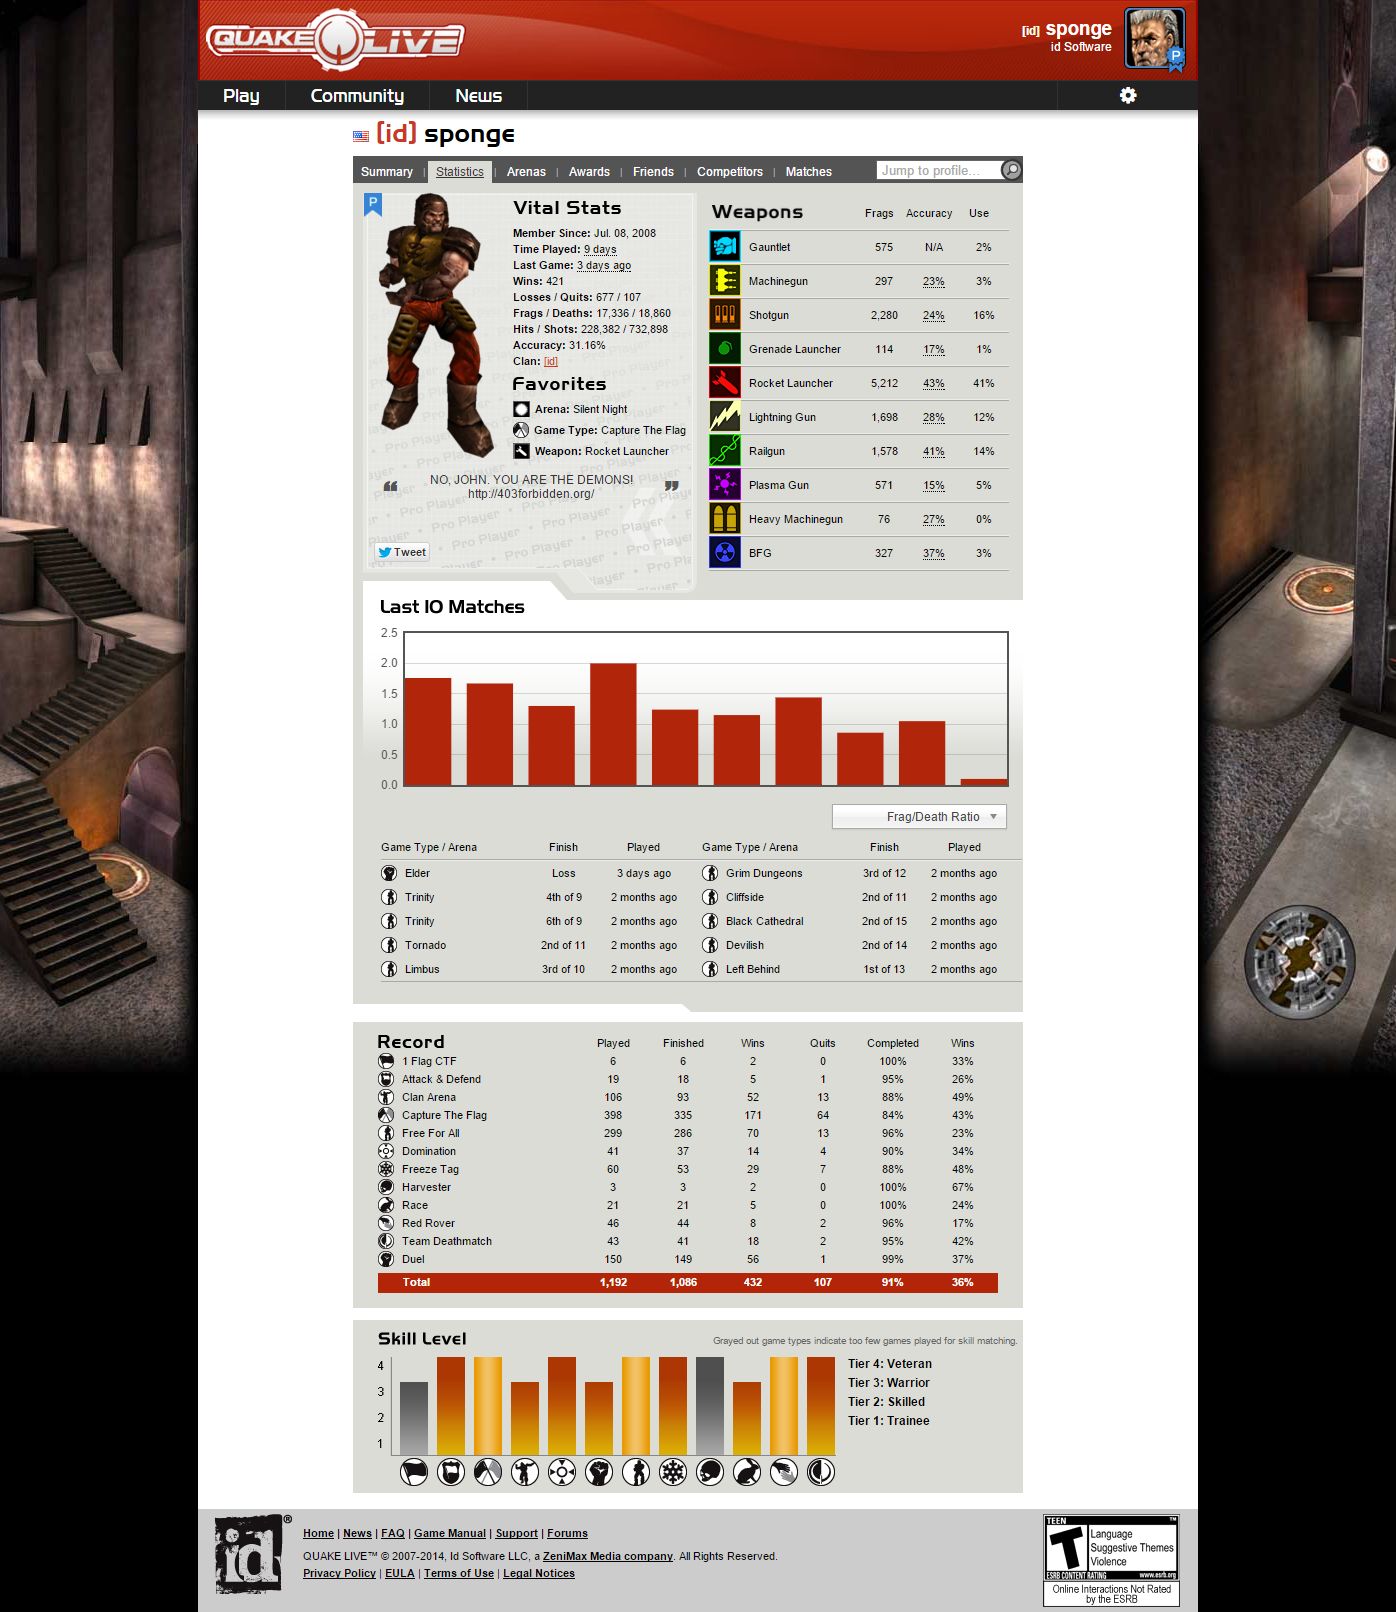 QUAKE LIVE
[id] sponge
id Software
P
Play Community News
[id] sponge
Summary | Statistics | Arenas | Awards | Friends | Competitors | Matches
Jump to profile...
P
Vital Stats
Member Since: Jul. 08, 2008
Time Played: 9 days
Last Game: 3 days ago
Wins: 421
Losses / Quits: 677 / 107
Frags / Deaths: 17,336 / 18,860
Hits / Shots: 228,382 / 732,898
Accuracy: 31.16%
Clan: [id]
Favorites
Arena: Silent Night
Game Type: Capture The Flag
Weapon: Rocket Launcher
“ NO, JOHN. YOU ARE THE DEMONS! ”
http://403forbidden.org/
Pro Player
Tweet
Weapons Frags Accuracy Use
Gauntlet 575 N/A 2%
Machinegun 297 23% 3%
Shotgun 2,280 24% 16%
Grenade Launcher 114 17% 1%
Rocket Launcher 5,212 43% 41%
Lightning Gun 1,698 28% 12%
Railgun 1,578 41% 14%
Plasma Gun 571 15% 5%
Heavy Machinegun 76 27% 0%
BFG 327 37% 3%
Last 10 Matches
2.5
2.0
1.5
1.0
0.5
0.0
Frag/Death Ratio
Game Type / Arena Finish Played Game Type / Arena Finish Played
Elder Loss 3 days ago Grim Dungeons 3rd of 12 2 months ago
Trinity 4th of 9 2 months ago Cliffside 2nd of 11 2 months ago
Trinity 6th of 9 2 months ago Black Cathedral 2nd of 15 2 months ago
Tornado 2nd of 11 2 months ago Devilish 2nd of 14 2 months ago
Limbus 3rd of 10 2 months ago Left Behind 1st of 13 2 months ago
Record Played Finished Wins Quits Completed Wins
1 Flag CTF 6 6 2 0 100% 33%
Attack & Defend 19 18 5 1 95% 26%
Clan Arena 106 93 52 13 88% 49%
Capture The Flag 398 335 171 64 84% 43%
Free For All 299 286 70 13 96% 23%
Domination 41 37 14 4 90% 34%
Freeze Tag 60 53 29 7 88% 48%
Harvester 3 3 2 0 100% 67%
Race 21 21 5 0 100% 24%
Red Rover 46 44 8 2 96% 17%
Team Deathmatch 43 41 18 2 95% 42%
Duel 150 149 56 1 99% 37%
Total 1,192 1,086 432 107 91% 36%
Skill Level
Grayed out game types indicate too few games played for skill matching.
4
3
2
1
Tier 4: Veteran
Tier 3: Warrior
Tier 2: Skilled
Tier 1: Trainee
id®
Home | News | FAQ | Game Manual | Support | Forums
QUAKE LIVE™ © 2007-2014, Id Software LLC, a ZeniMax Media company. All Rights Reserved.
Privacy Policy | EULA | Terms of Use | Legal Notices
TEEN ™
T
Language
Suggestive Themes
Violence
ESRB CONTENT RATING www.esrb.org
Online Interactions Not Rated
by the ESRB